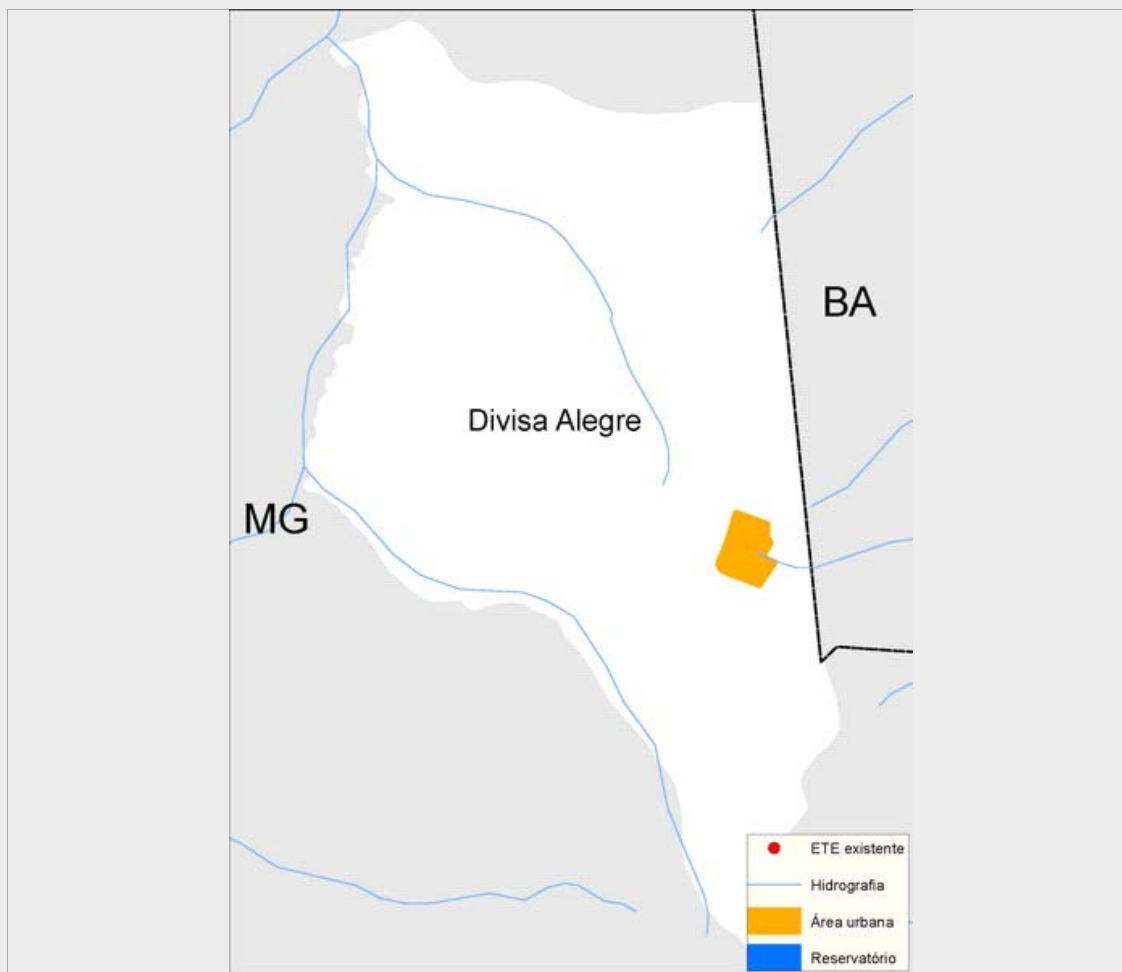 BA
Divisa Alegre
MG
ETE existente
Hidrografia
Área urbana
Reservatório